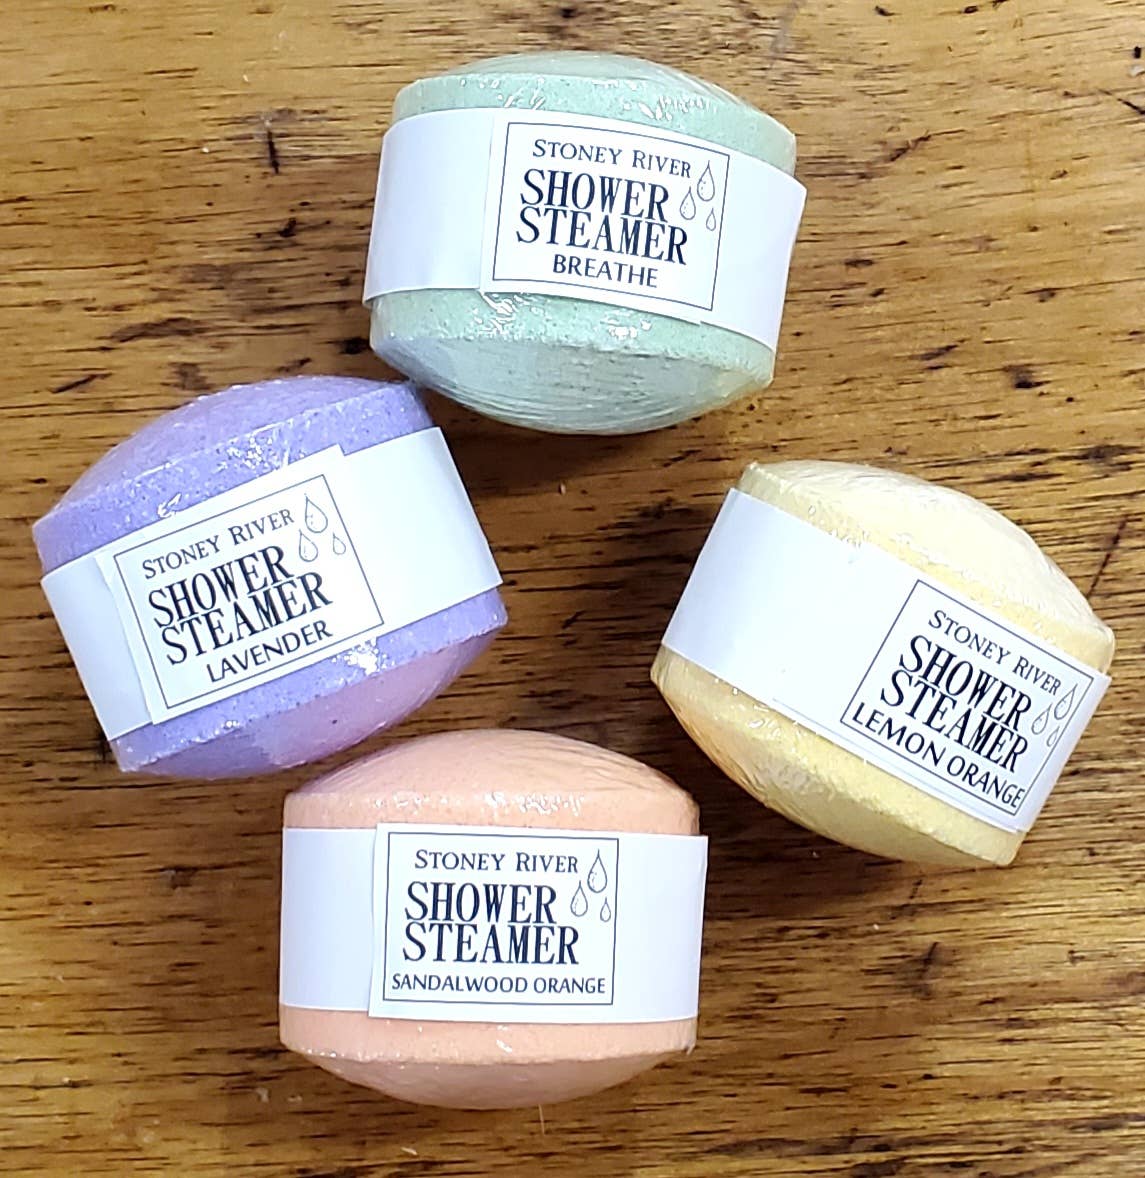 STONEY RIVER
SHOWER
STEAMER
BREATHE
STONEY RIVER
SHOWER
STEAMER
LAVENDER
STONEY RIVER
SHOWER
STEAMER
LEMON ORANGE
STONEY RIVER
SHOWER
STEAMER
SANDALWOOD ORANGE